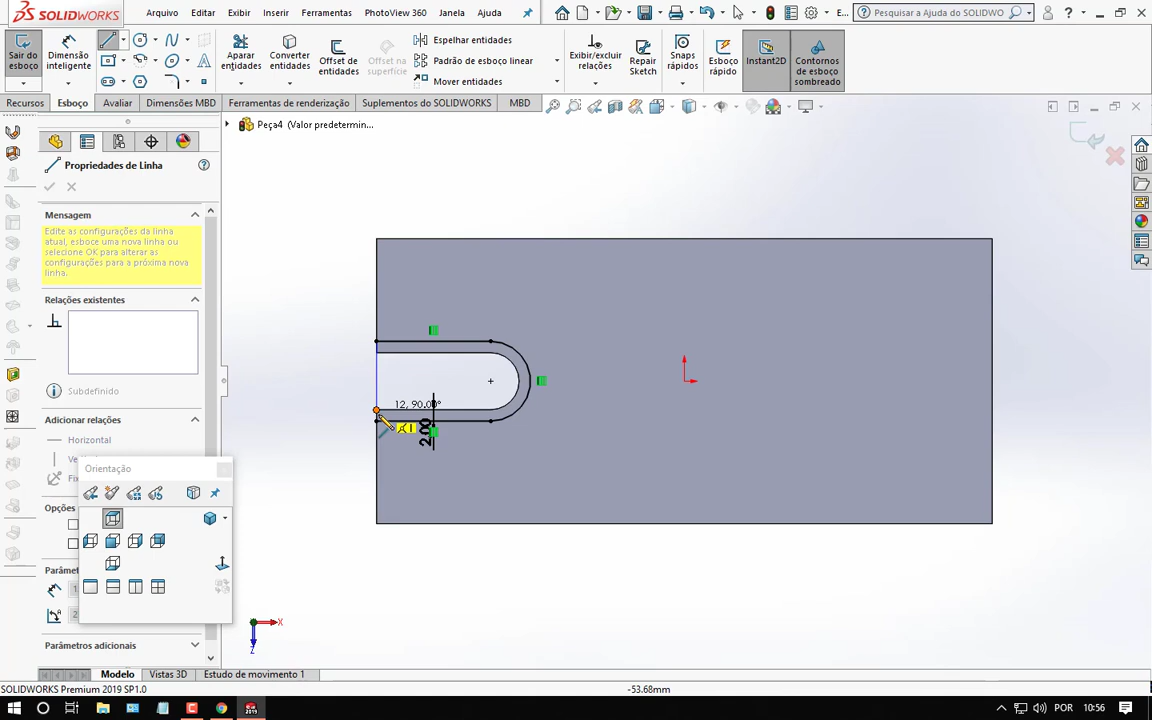 SOLIDWORKS
Arquivo Editar Exibir Inserir Ferramentas PhotoView 360 Janela Ajuda
E...
Pesquisar a Ajuda do SOLIDWO
Sair do esboço
Dimensão inteligente
Aparar entidades
Converter entidades
Offset de entidades
Offset na superfície
Espelhar entidades
Padrão de esboço linear
Mover entidades
Exibir/excluir relações
Repair Sketch
Snaps rápidos
Esboço rápido
Instant2D
Contornos de esboço sombreado
Recursos Esboço Avaliar Dimensões MBD Ferramentas de renderização Suplementos do SOLIDWORKS MBD
Peça4 (Valor predetermin...
Propriedades de Linha
Mensagem
Edite as configurações da linha
atual, esboce uma nova linha ou
selecione OK para alterar as
configurações para a próxima nova
linha.
Relações existentes
Subdefinido
Adicionar relações
Horizontal
Ve
Fix
Orientação
Opções
Parâmet
Parâmetros adicionais
12, 90.00°
2.00
X
Z
Modelo Vistas 3D Estudo de movimento 1
SOLIDWORKS Premium 2019 SP1.0
-53.68mm
2019
POR 10:56